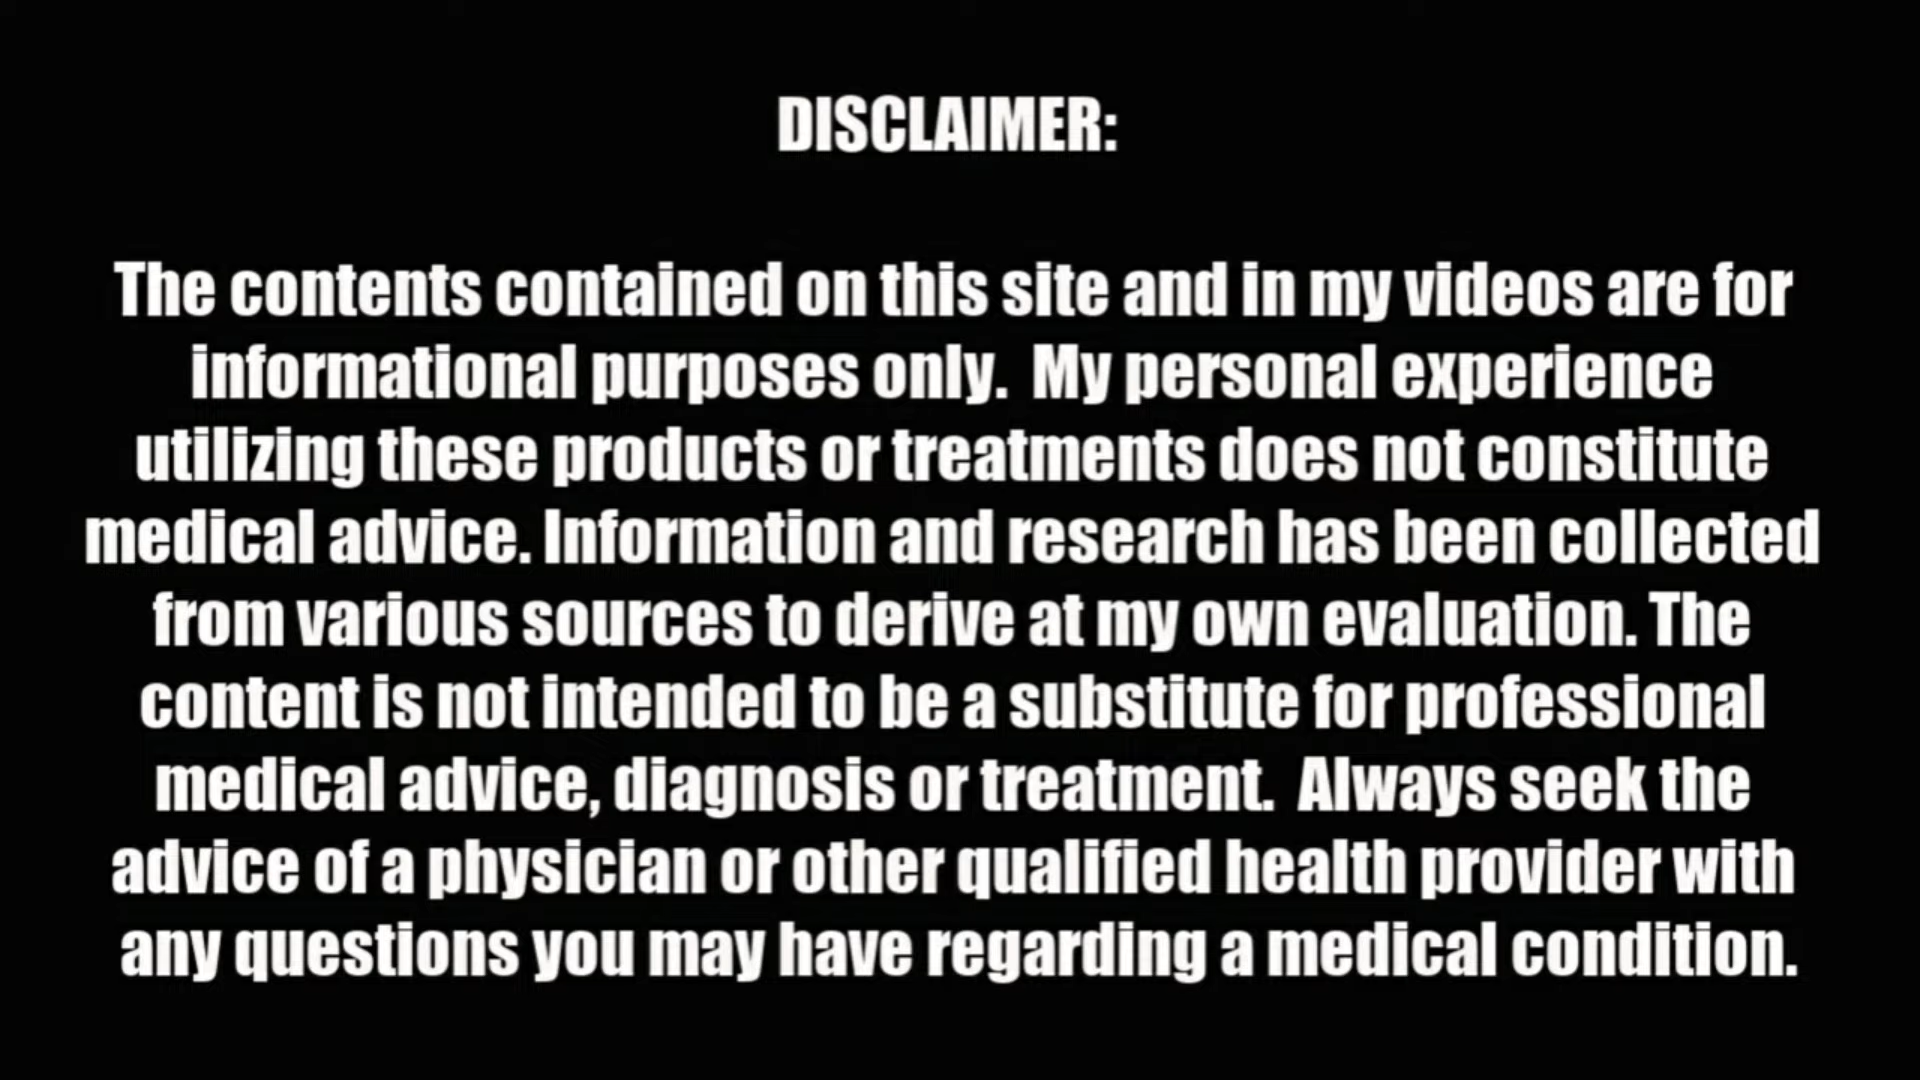 DISCLAIMER:
The contents contained on this site and in my videos are for
informational purposes only.  My personal experience
utilizing these products or treatments does not constitute
medical advice. Information and research has been collected
from various sources to derive at my own evaluation. The
content is not intended to be a substitute for professional
medical advice, diagnosis or treatment.  Always seek the
advice of a physician or other qualified health provider with
any questions you may have regarding a medical condition.